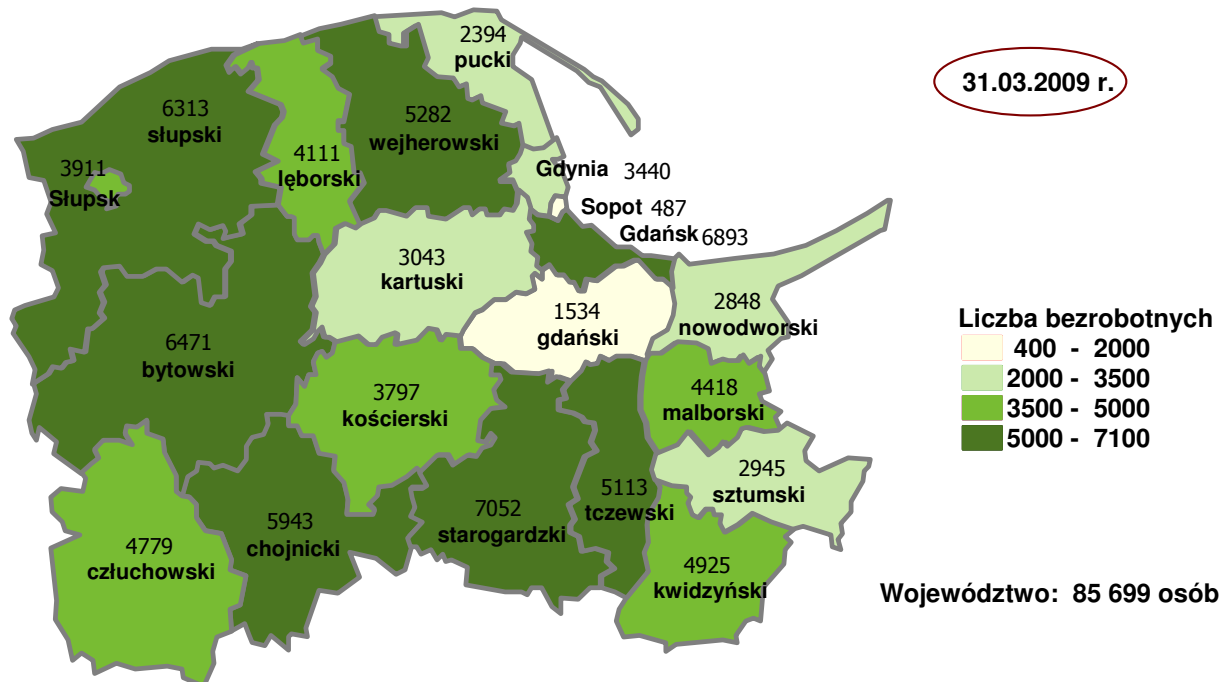 2394
pucki
31.03.2009 r.
6313
słupski
5282
wejherowski
3911
Słupsk
4111
lęborski
Gdynia 3440
Sopot 487
Gdańsk 6893
3043
kartuski
1534
gdański
2848
nowodworski
6471
bytowski
3797
kościerski
4418
malborski
2945
sztumski
5113
tczewski
7052
starogardzki
5943
chojnicki
4779
człuchowski
4925
kwidzyński
Liczba bezrobotnych
400 - 2000
2000 - 3500
3500 - 5000
5000 - 7100
Województwo: 85 699 osób